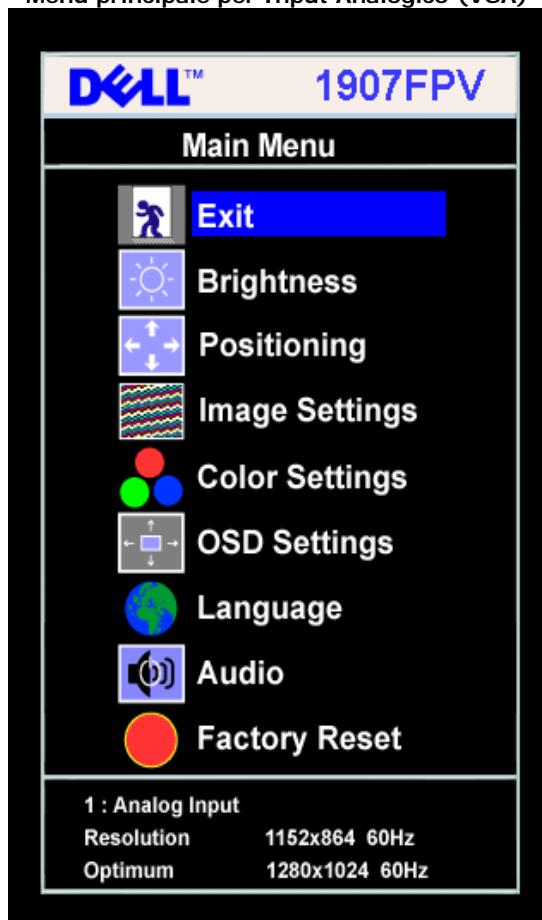 Menu principale per l'Input Analogico (VGA)
DELL™ 1907FPV
Main Menu
Exit
Brightness
Positioning
Image Settings
Color Settings
OSD Settings
Language
Audio
Factory Reset
1 : Analog Input
Resolution 1152x864 60Hz
Optimum 1280x1024 60Hz